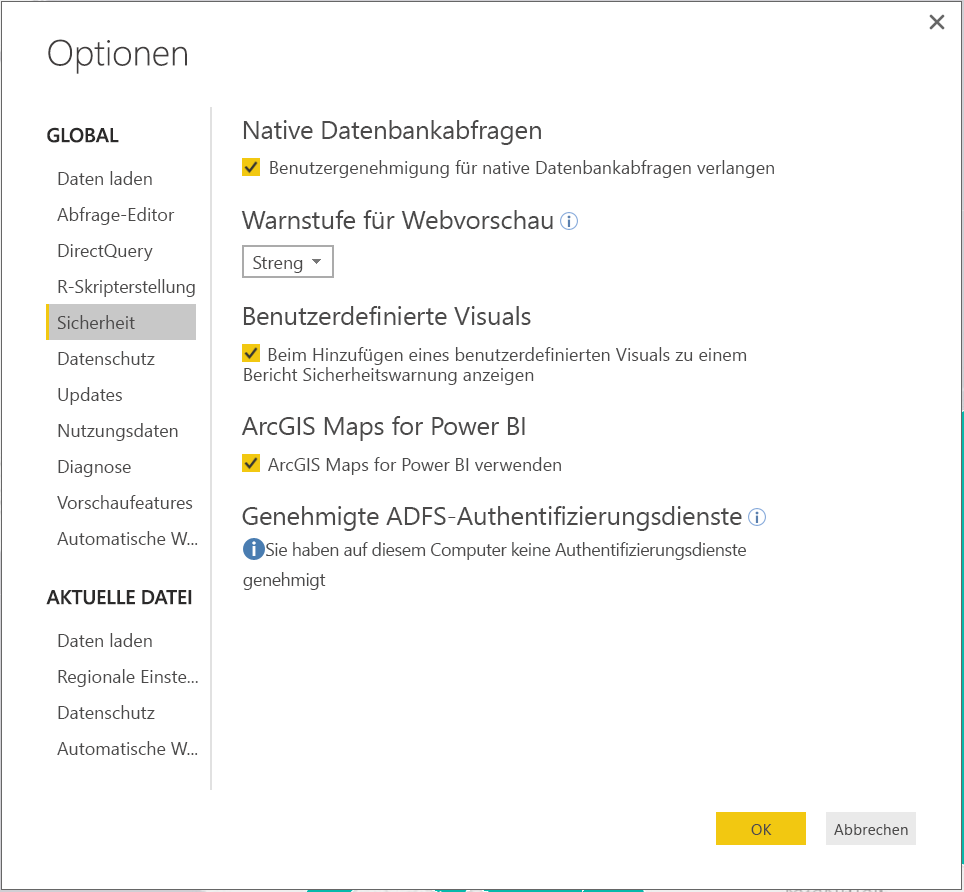 Optionen
GLOBAL
Daten laden
Abfrage-Editor
DirectQuery
R-Skripterstellung
Sicherheit
Datenschutz
Updates
Nutzungsdaten
Diagnose
Vorschaufeatures
Automatische W...
AKTUELLE DATEI
Daten laden
Regionale Einste...
Datenschutz
Automatische W...
Native Datenbankabfragen
Benutzergenehmigung für native Datenbankabfragen verlangen
Warnstufe für Webvorschau
Streng
Benutzerdefinierte Visuals
Beim Hinzufügen eines benutzerdefinierten Visuals zu einem
Bericht Sicherheitswarnung anzeigen
ArcGIS Maps for Power BI
ArcGIS Maps for Power BI verwenden
Genehmigte ADFS-Authentifizierungsdienste
Sie haben auf diesem Computer keine Authentifizierungsdienste
genehmigt
OK
Abbrechen